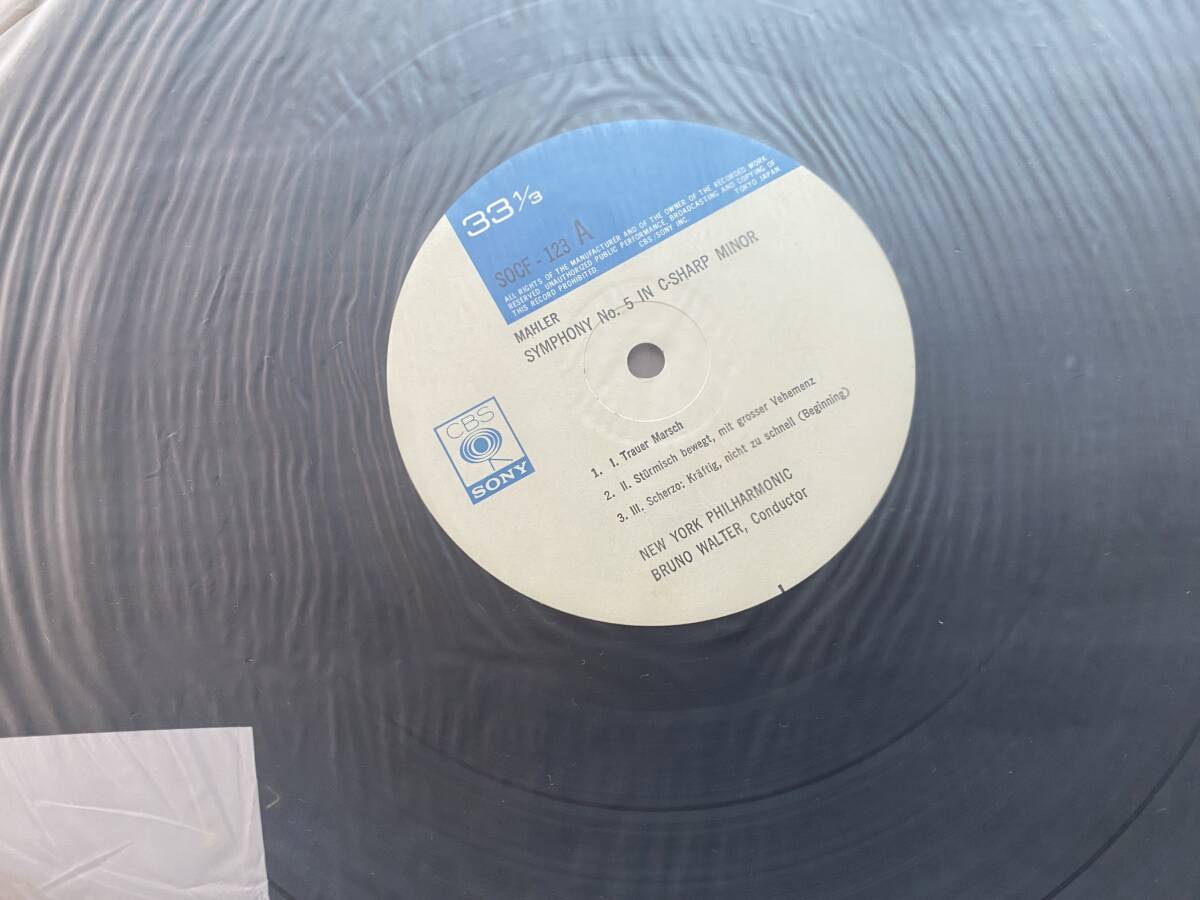 33 1/3
SOCF - 123 A
ALL RIGHTS OF THE MANUFACTURER AND OF THE OWNER OF THE RECORDED WORK
RESERVED. UNAUTHORIZED PUBLIC PERFORMANCE, BROADCASTING AND COPYING OF
THIS RECORD PROHIBITED. CBS/SONY INC. TOKYO JAPAN
MAHLER
SYMPHONY No. 5 IN C-SHARP MINOR
CBS
SONY
1. I. Trauer Marsch
2. II. Stürmisch bewegt, mit grosser Vehemenz
3. III. Scherzo: Kräftig, nicht zu schnell (Beginning)
NEW YORK PHILHARMONIC
BRUNO WALTER, Conductor